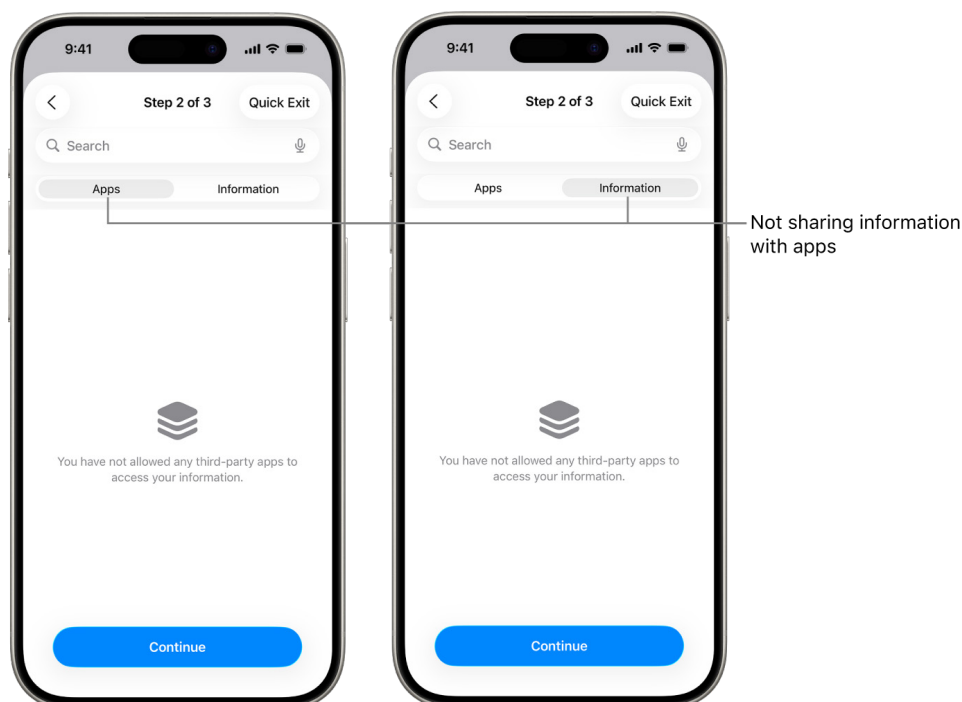 9:41
Step 2 of 3
Quick Exit
Search
Apps
Information
You have not allowed any third-party apps to
access your information.
Continue
9:41
Step 2 of 3
Quick Exit
Search
Apps
Information
You have not allowed any third-party apps to
access your information.
Continue
Not sharing information
with apps